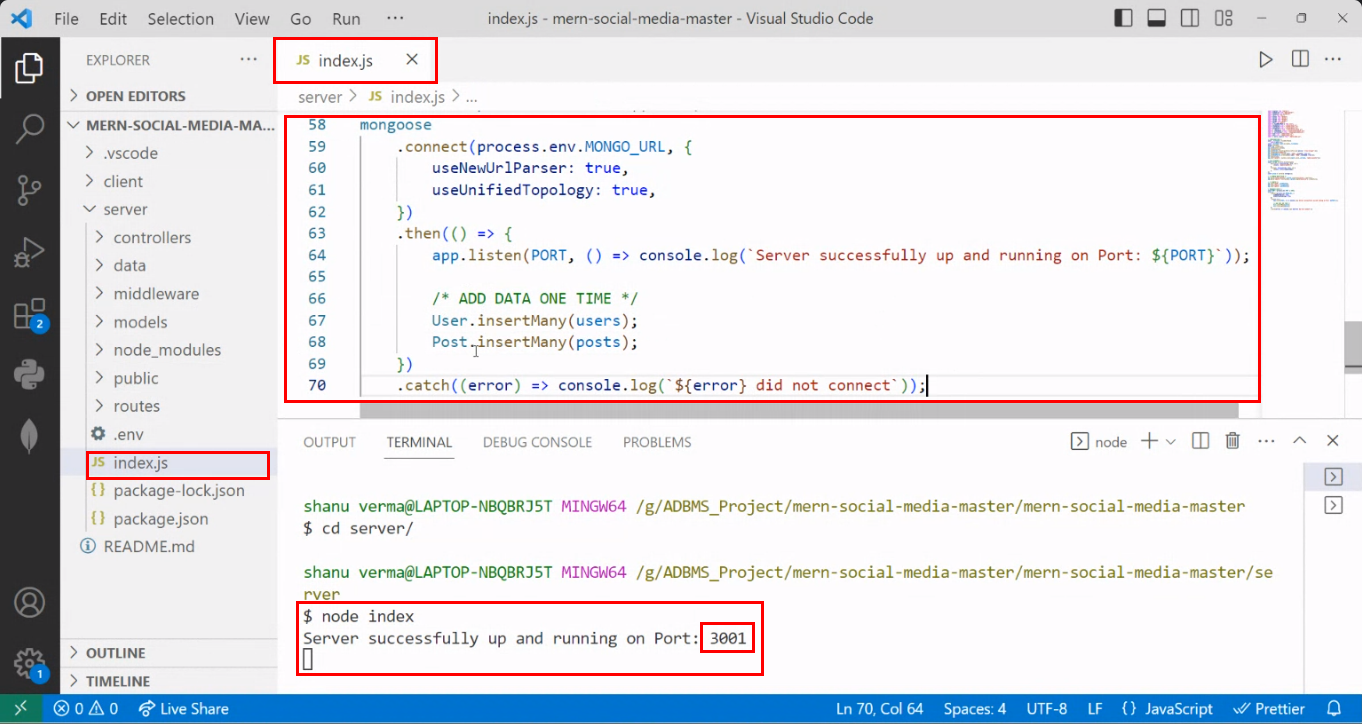 File Edit Selection View Go Run ··· index.js - mern-social-media-master - Visual Studio Code
EXPLORER ···
OPEN EDITORS
MERN-SOCIAL-MEDIA-MA...
.vscode
client
server
controllers
data
middleware
models
node_modules
public
routes
.env
JS index.js
{} package-lock.json
{} package.json
README.md
OUTLINE
TIMELINE
2
1
JS index.js
server > JS index.js > ...
58 mongoose
59 .connect(process.env.MONGO_URL, {
60 useNewUrlParser: true,
61 useUnifiedTopology: true,
62 })
63 .then(() => {
64 app.listen(PORT, () => console.log(`Server successfully up and running on Port: ${PORT}`));
65
66 /* ADD DATA ONE TIME */
67 User.insertMany(users);
68 Post.insertMany(posts);
69 })
70 .catch((error) => console.log(`${error} did not connect`));
OUTPUT TERMINAL DEBUG CONSOLE PROBLEMS node
shanu verma@LAPTOP-NBQBRJ5T MINGW64 /g/ADBMS_Project/mern-social-media-master/mern-social-media-master
$ cd server/
shanu verma@LAPTOP-NBQBRJ5T MINGW64 /g/ADBMS_Project/mern-social-media-master/mern-social-media-master/se
rver
$ node index
Server successfully up and running on Port: 3001
0 0 Live Share Ln 70, Col 64 Spaces: 4 UTF-8 LF {} JavaScript Prettier